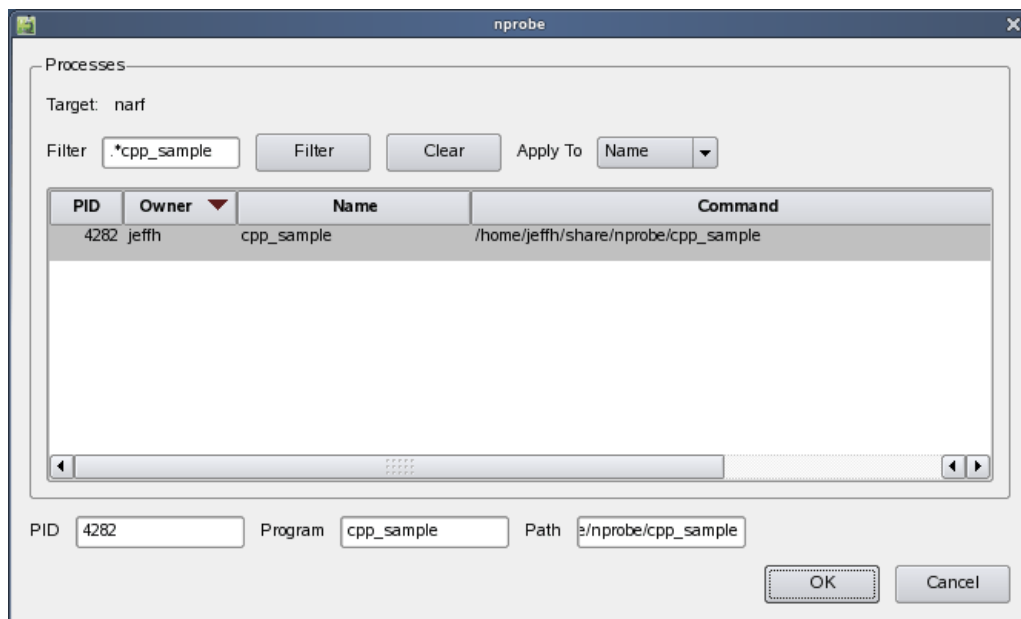 nprobe
Processes
Target: narf
Filter .*cpp_sample Filter Clear Apply To Name
PID Owner Name Command
4282 jeffh cpp_sample /home/jeffh/share/nprobe/cpp_sample
PID 4282 Program cpp_sample Path e/nprobe/cpp_sample
OK Cancel